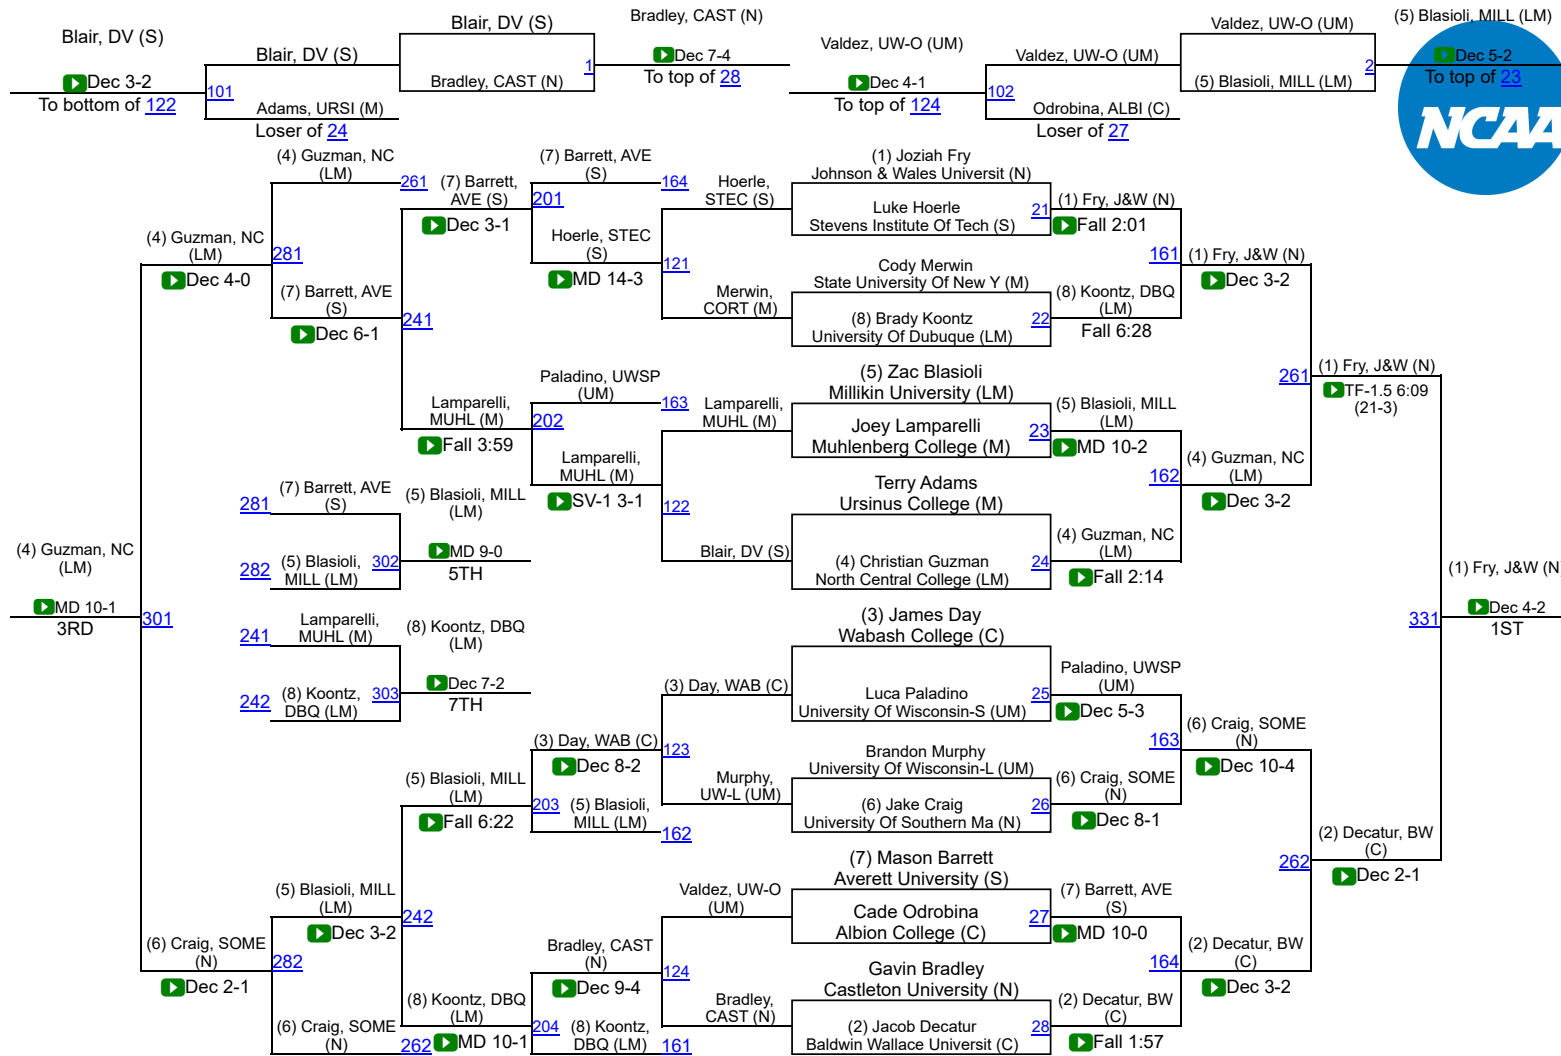 Blair, DV (S)
Dec 3-2
To bottom of 122
Blair, DV (S)
101
Adams, URSI (M)
Loser of 24
Blair, DV (S)
Bradley, CAST (N)
1
Bradley, CAST (N)
Dec 7-4
To top of 28
Valdez, UW-O (UM)
Dec 4-1
To top of 124
Valdez, UW-O (UM)
102
Odrobina, ALBI (C)
Loser of 27
Valdez, UW-O (UM)
(5) Blasioli, MILL (LM)
2
(5) Blasioli, MILL (LM)
Dec 5-2
To top of 23
NCAA
(1) Joziah Fry
Johnson & Wales Universit (N)
Luke Hoerle
Stevens Institute Of Tech (S)
21
(1) Fry, J&W (N)
Fall 2:01
Cody Merwin
State University Of New Y (M)
(8) Brady Koontz
University Of Dubuque (LM)
22
(8) Koontz, DBQ
(LM)
Fall 6:28
161
(1) Fry, J&W (N)
Dec 3-2
(5) Zac Blasioli
Millikin University (LM)
Joey Lamparelli
Muhlenberg College (M)
23
(5) Blasioli, MILL
(LM)
MD 10-2
Terry Adams
Ursinus College (M)
(4) Christian Guzman
North Central College (LM)
24
(4) Guzman, NC
(LM)
Fall 2:14
162
(4) Guzman, NC
(LM)
Dec 3-2
261
(1) Fry, J&W (N)
TF-1.5 6:09
(21-3)
(3) James Day
Wabash College (C)
Luca Paladino
University Of Wisconsin-S (UM)
25
Paladino, UWSP
(UM)
Dec 5-3
Brandon Murphy
University Of Wisconsin-L (UM)
(6) Jake Craig
University Of Southern Ma (N)
26
(6) Craig, SOME
(N)
Dec 8-1
163
(6) Craig, SOME
(N)
Dec 10-4
(7) Mason Barrett
Averett University (S)
Cade Odrobina
Albion College (C)
27
(7) Barrett, AVE
(S)
MD 10-0
Gavin Bradley
Castleton University (N)
(2) Jacob Decatur
Baldwin Wallace Universit (C)
28
(2) Decatur, BW
(C)
Fall 1:57
164
(2) Decatur, BW
(C)
Dec 3-2
262
(2) Decatur, BW
(C)
Dec 2-1
331
(1) Fry, J&W (N)
Dec 4-2
1ST
Hoerle,
STEC (S)
Merwin,
CORT (M)
121
Hoerle, STEC
(S)
MD 14-3
(7) Barrett, AVE
(S)
164
201
(7) Barrett,
AVE (S)
Dec 3-1
Lamparelli,
MUHL (M)
Blair, DV (S)
122
Lamparelli,
MUHL (M)
SV-1 3-1
Paladino, UWSP
(UM)
163
202
Lamparelli,
MUHL (M)
Fall 3:59
241
(7) Barrett, AVE
(S)
Dec 6-1
(4) Guzman, NC
(LM)
261
281
(4) Guzman, NC
(LM)
Dec 4-0
(3) Day, WAB (C)
Murphy,
UW-L (UM)
123
(3) Day, WAB (C)
Dec 8-2
(5) Blasioli,
MILL (LM)
162
203
(5) Blasioli, MILL
(LM)
Fall 6:22
Valdez, UW-O
(UM)
Bradley,
CAST (N)
124
Bradley, CAST
(N)
Dec 9-4
(8) Koontz,
DBQ (LM)
161
204
(8) Koontz, DBQ
(LM)
MD 10-1
242
(5) Blasioli, MILL
(LM)
Dec 3-2
(6) Craig, SOME
(N)
262
282
(6) Craig, SOME
(N)
Dec 2-1
301
(4) Guzman, NC
(LM)
MD 10-1
3RD
281
(7) Barrett, AVE
(S)
282
(5) Blasioli,
MILL (LM)
302
(5) Blasioli, MILL
(LM)
MD 9-0
5TH
241
Lamparelli,
MUHL (M)
242
(8) Koontz,
DBQ (LM)
303
(8) Koontz, DBQ
(LM)
Dec 7-2
7TH